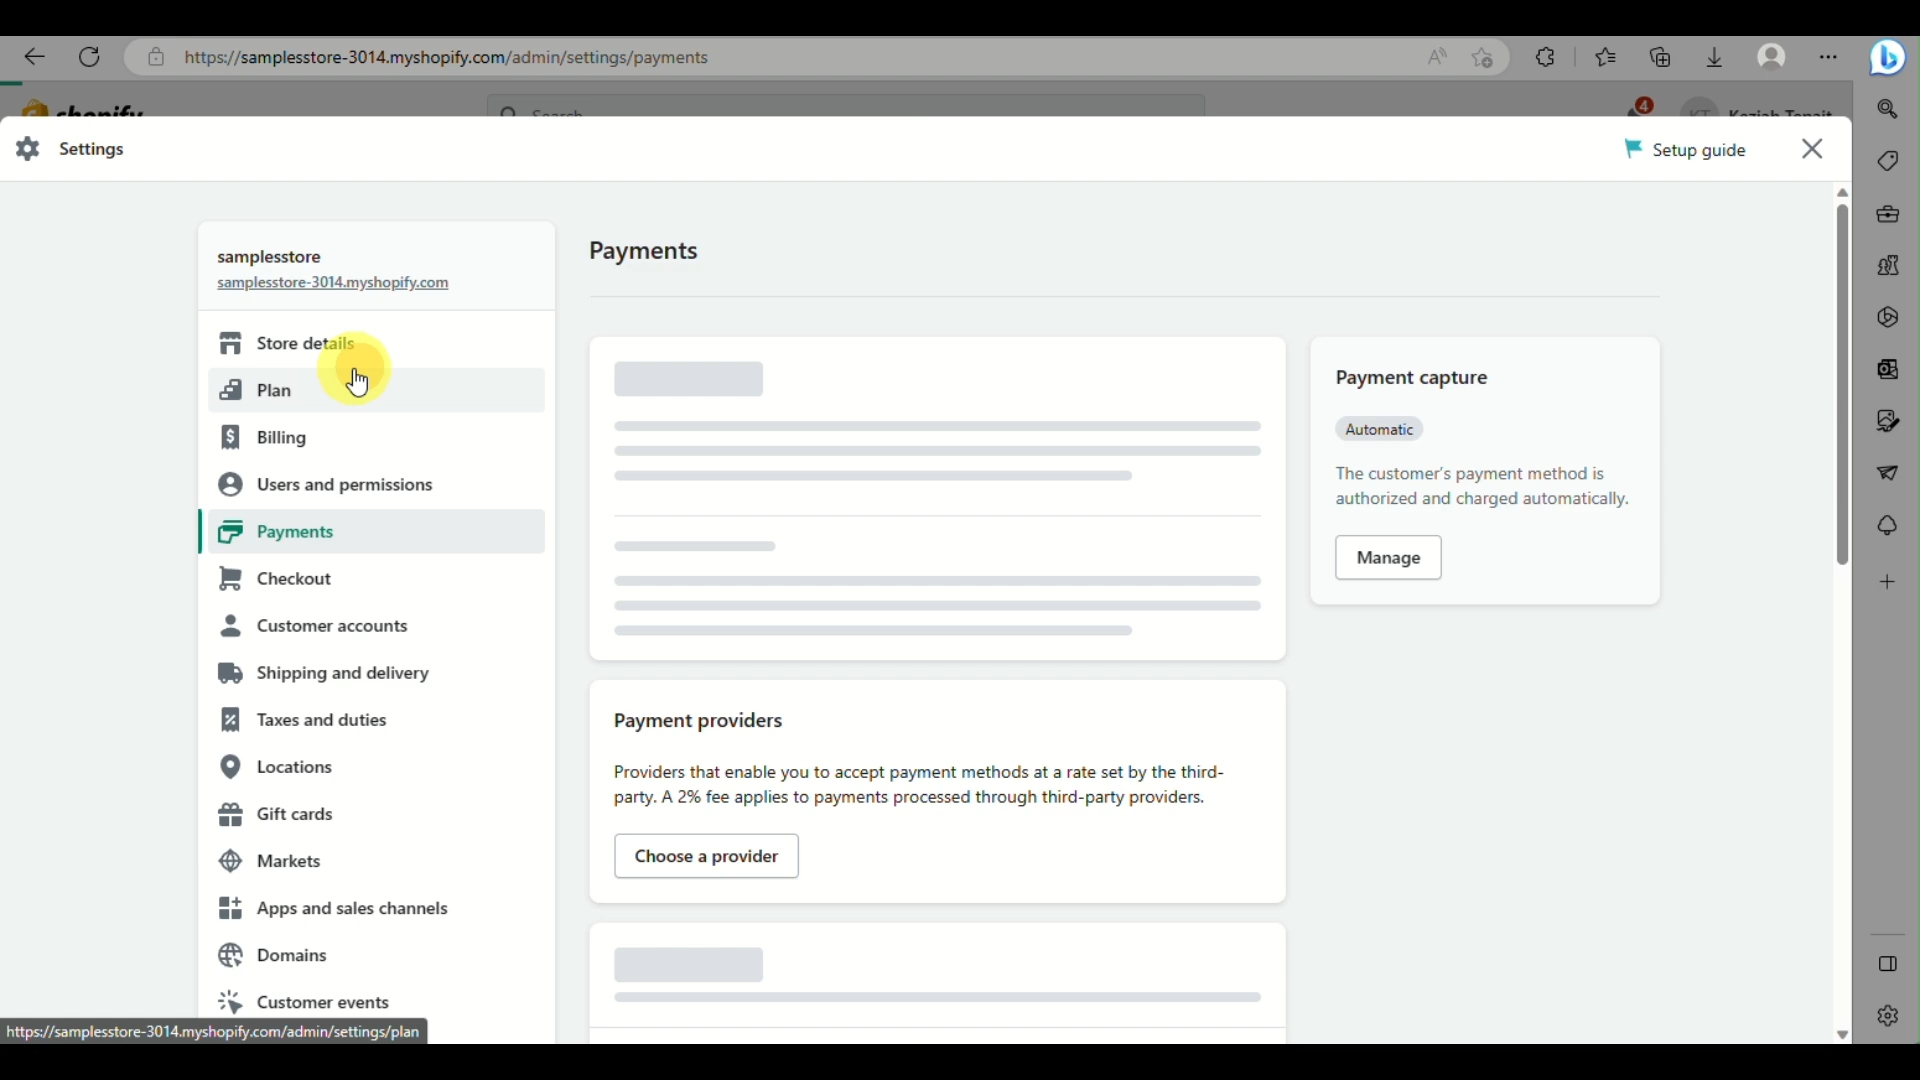 https://samplesstore-3014.myshopify.com/admin/settings/payments
shopify
Search
4
KT
Settings
Setup guide
samplesstore
samplesstore-3014.myshopify.com
Store details
Plan
Billing
Users and permissions
Payments
Checkout
Customer accounts
Shipping and delivery
Taxes and duties
Locations
Gift cards
Markets
Apps and sales channels
Domains
Customer events
https://samplesstore-3014.myshopify.com/admin/settings/plan
Payments
Payment providers
Providers that enable you to accept payment methods at a rate set by the third-
party. A 2% fee applies to payments processed through third-party providers.
Choose a provider
Payment capture
Automatic
The customer's payment method is
authorized and charged automatically.
Manage